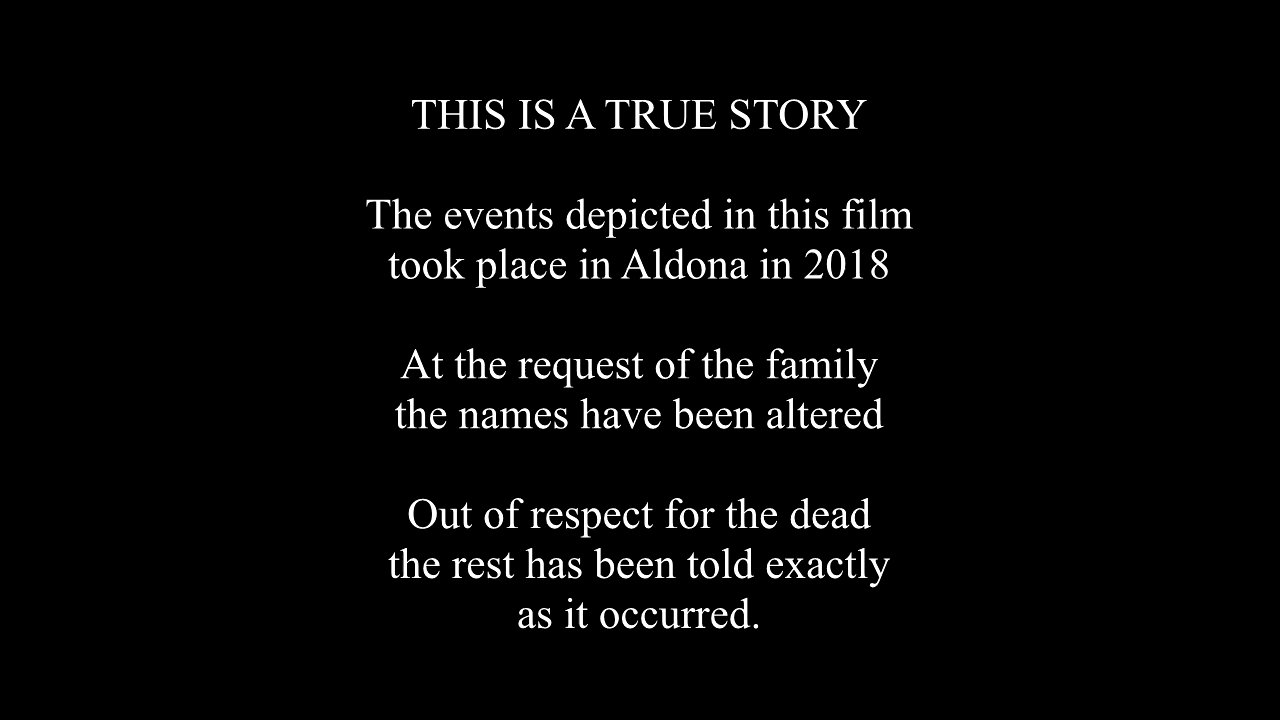 THIS IS A TRUE STORY
The events depicted in this film
took place in Aldona in 2018
At the request of the family
the names have been altered
Out of respect for the dead
the rest has been told exactly
as it occurred.